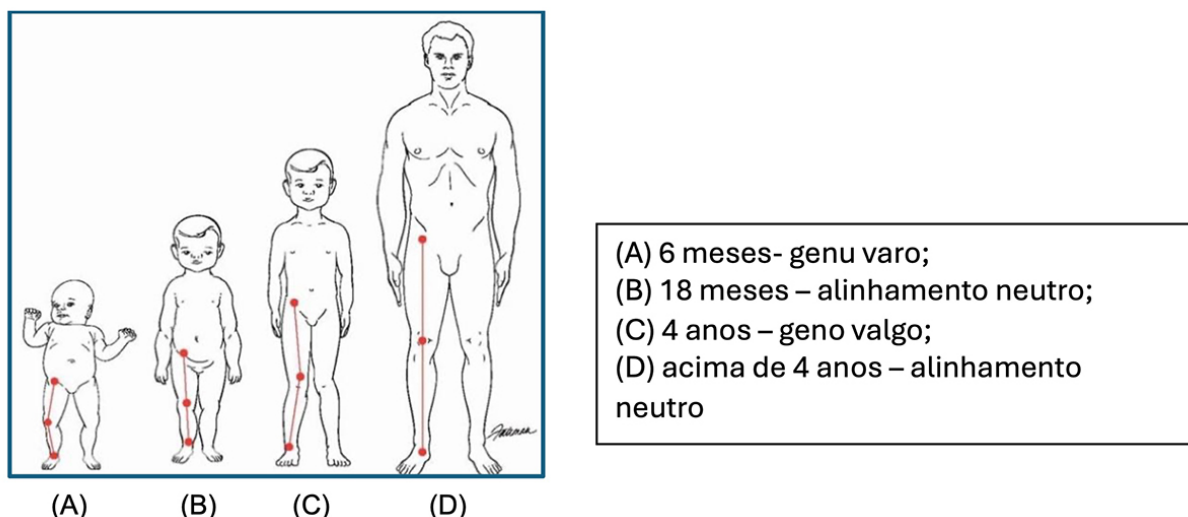 (A) 6 meses- genu varo;
(B) 18 meses – alinhamento neutro;
(C) 4 anos – geno valgo;
(D) acima de 4 anos – alinhamento
neutro
(A) (B) (C) (D)